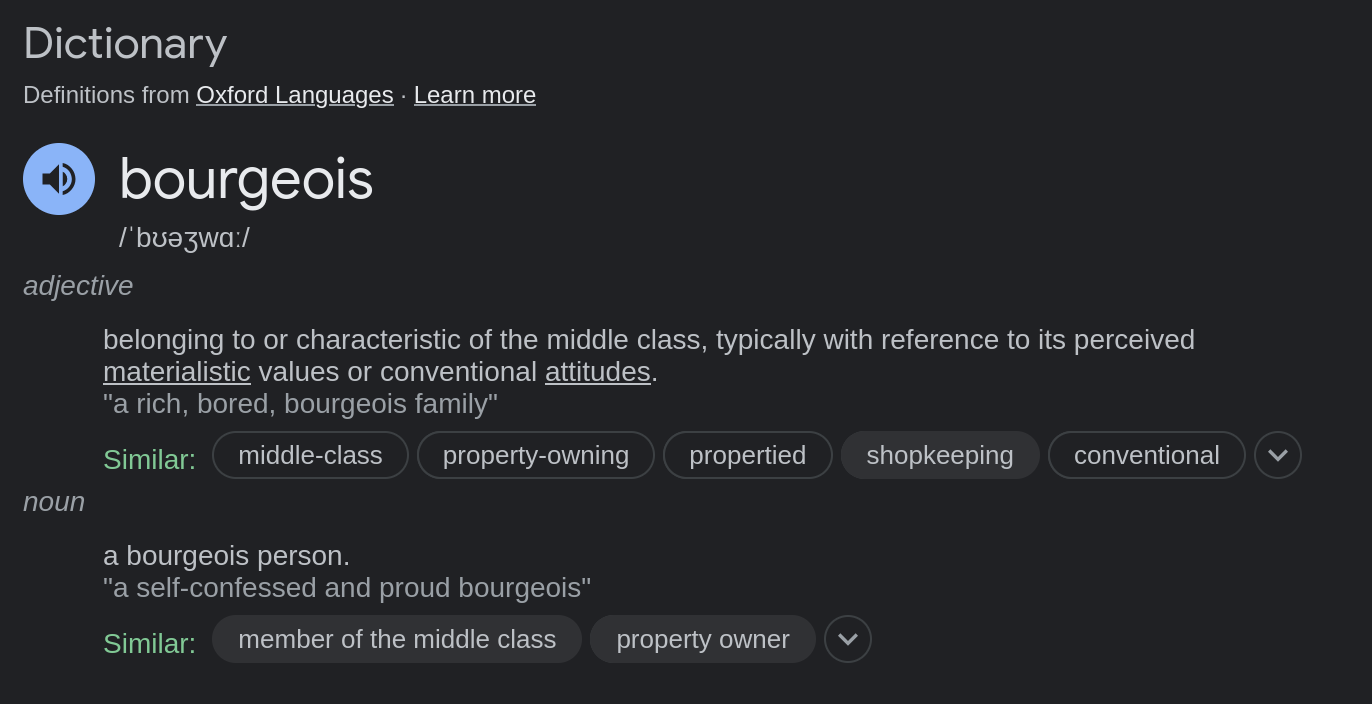 Dictionary
Definitions from Oxford Languages · Learn more
bourgeois
/ˈbʊəʒwɑː/
adjective
belonging to or characteristic of the middle class, typically with reference to its perceived
materialistic values or conventional attitudes.
"a rich, bored, bourgeois family"
Similar: middle-class property-owning propertied shopkeeping conventional
noun
a bourgeois person.
"a self-confessed and proud bourgeois"
Similar: member of the middle class property owner